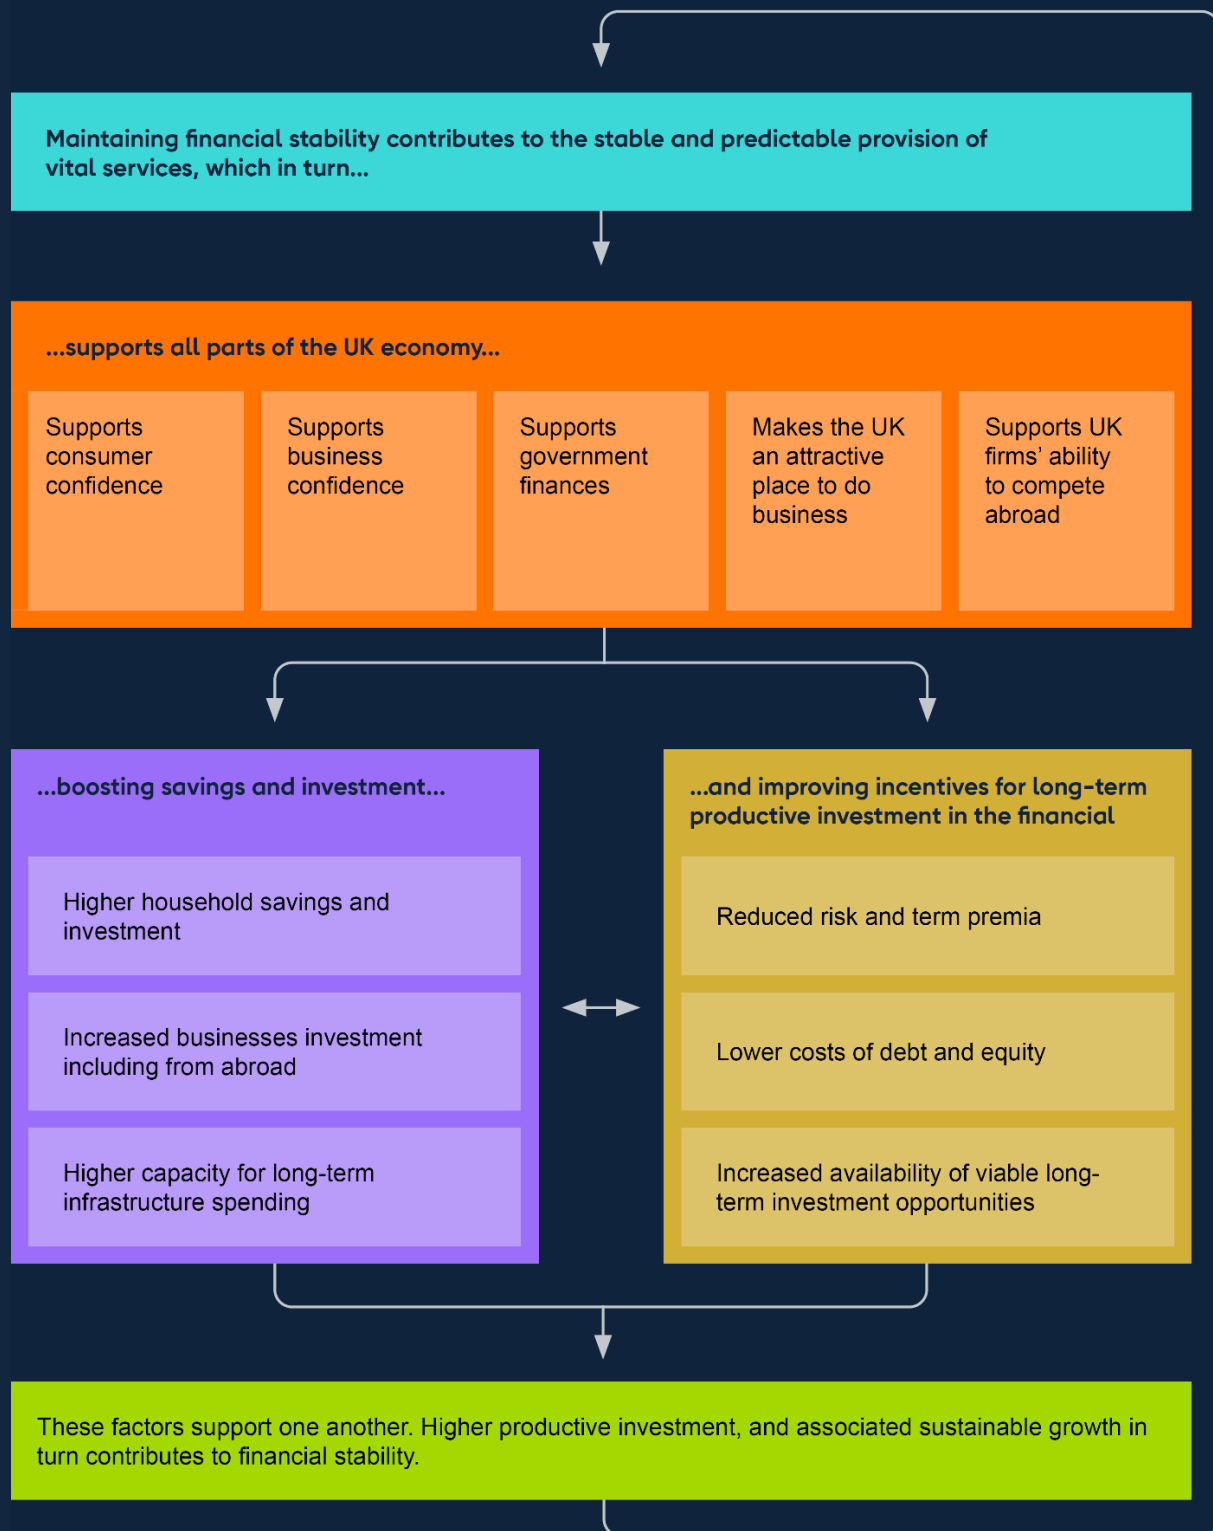 Maintaining financial stability contributes to the stable and predictable provision of
vital services, which in turn...
...supports all parts of the UK economy...
Supports
consumer
confidence
Supports
business
confidence
Supports
government
finances
Makes the UK
an attractive
place to do
business
Supports UK
firms’ ability
to compete
abroad
...boosting savings and investment...
Higher household savings and
investment
Increased businesses investment
including from abroad
Higher capacity for long-term
infrastructure spending
...and improving incentives for long-term
productive investment in the financial
Reduced risk and term premia
Lower costs of debt and equity
Increased availability of viable long-
term investment opportunities
These factors support one another. Higher productive investment, and associated sustainable growth in
turn contributes to financial stability.